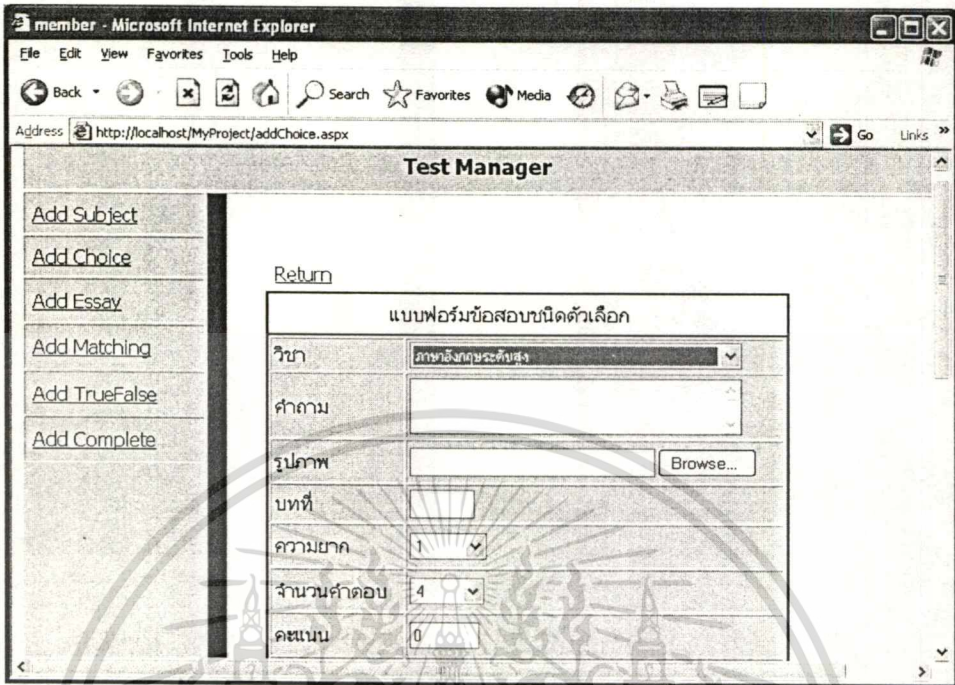 member - Microsoft Internet Explorer
File Edit View Favorites Tools Help
Back Search Favorites Media
Address http://localhost/MyProject/addChoice.aspx Go Links »
Test Manager
Add Subject
Add Choice
Add Essay
Add Matching
Add TrueFalse
Add Complete
Return
แบบฟอร์มข้อสอบชนิดตัวเลือก
วิชา ภาษาอังกฤษระดับสูง
คำถาม
รูปภาพ Browse...
บทที่
ความยาก 1
จำนวนคำตอบ 4
คะแนน 0